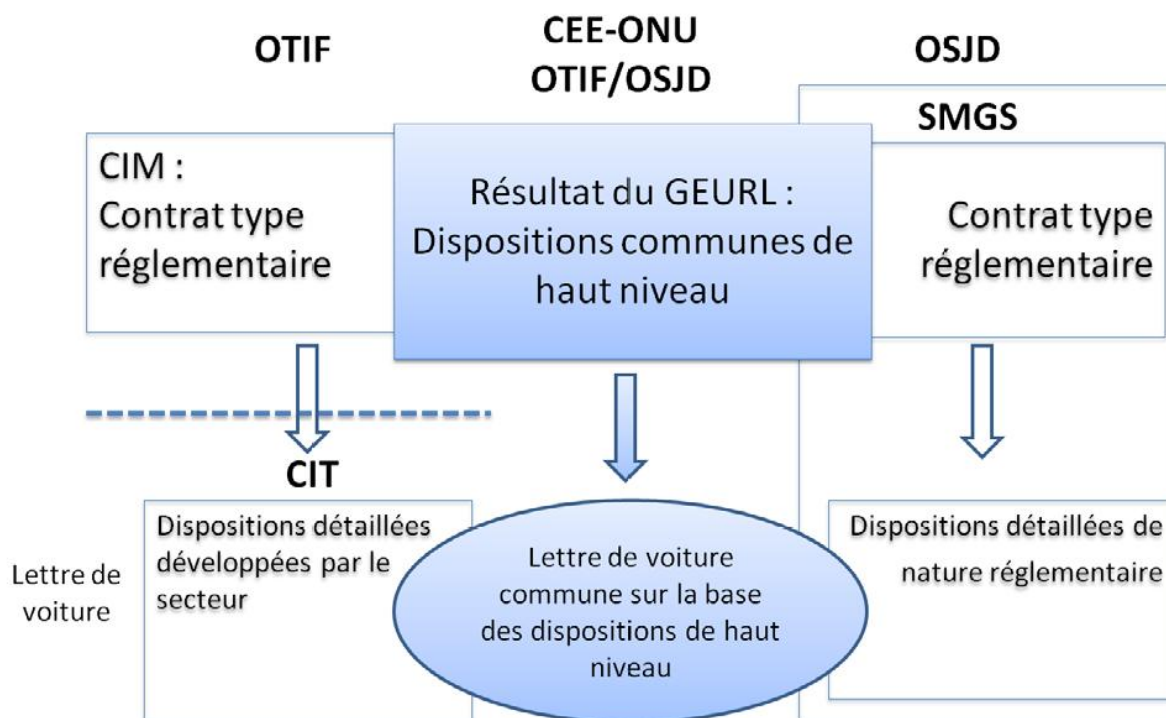 OTIF
CEE-ONU
OTIF/OSJD
OSJD
SMGS
CIM :
Contrat type
réglementaire
Résultat du GEURL :
Dispositions communes de
haut niveau
Contrat type
réglementaire
CIT
Lettre de
voiture
Dispositions détaillées
développées par le
secteur
Lettre de voiture
commune sur la base
des dispositions de haut
niveau
Dispositions détaillées de
nature réglementaire